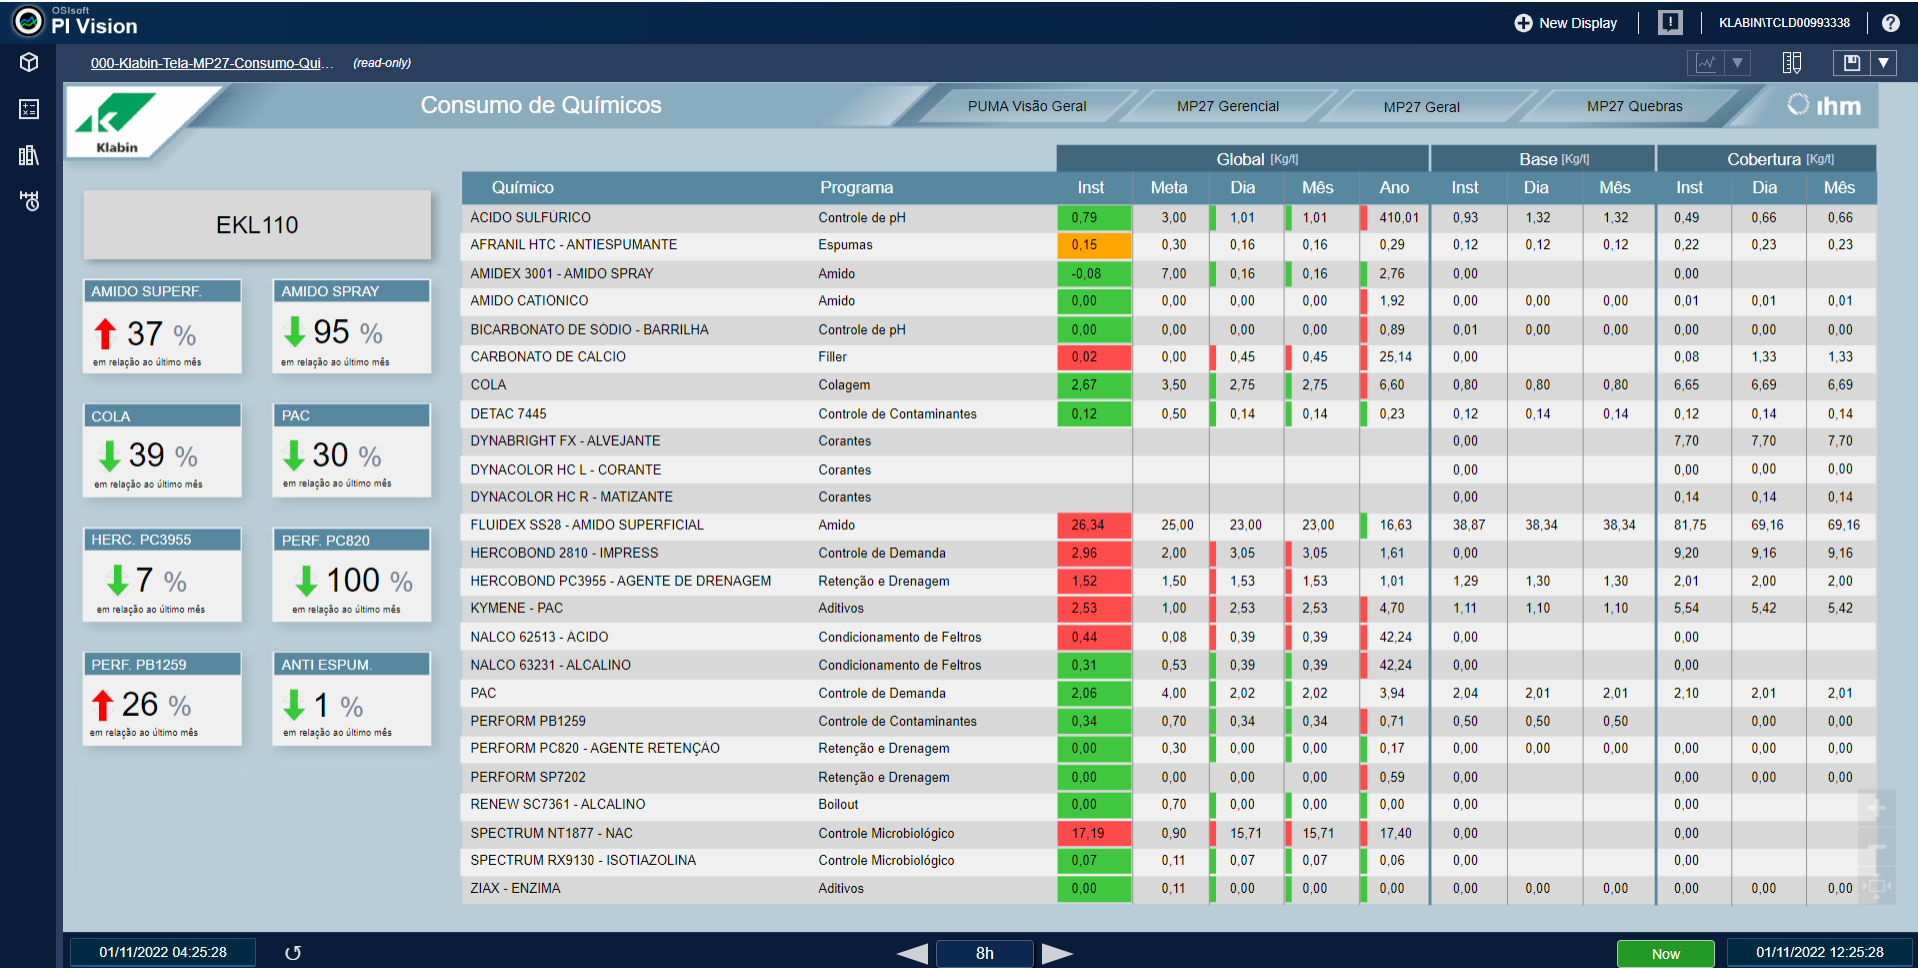 OSIsoft
PI Vision
New Display
KLABIN\TCLD00993338
000-Klabin-Tela-MP27-Consumo-Qui...
(read-only)
Klabin
Consumo de Químicos
PUMA Visão Geral
MP27 Gerencial
MP27 Geral
MP27 Quebras
ihm
EKL110
AMIDO SUPERF.
37 %
em relação ao último mês
AMIDO SPRAY
95 %
em relação ao último mês
COLA
39 %
em relação ao último mês
PAC
30 %
em relação ao último mês
HERC. PC3955
7 %
em relação ao último mês
PERF. PC820
100 %
em relação ao último mês
PERF. PB1259
26 %
em relação ao último mês
ANTI ESPUM.
1 %
em relação ao último mês
Global [Kg/t] Base [Kg/t] Cobertura [Kg/t]
Químico Programa Inst Meta Dia Mês Ano Inst Dia Mês Inst Dia Mês
ÁCIDO SULFÚRICO Controle de pH 0,79 3,00 1,01 1,01 410,01 0,93 1,32 1,32 0,49 0,66 0,66
AFRANIL HTC - ANTIESPUMANTE Espumas 0,15 0,30 0,16 0,16 0,29 0,12 0,12 0,12 0,22 0,23 0,23
AMIDEX 3001 - AMIDO SPRAY Amido -0,08 7,00 0,16 0,16 2,76 0,00 0,00
AMIDO CATIÔNICO Amido 0,00 0,00 0,00 0,00 1,92 0,00 0,00 0,00 0,01 0,01 0,01
BICARBONATO DE SÓDIO - BARRILHA Controle de pH 0,00 0,00 0,00 0,00 0,89 0,01 0,00 0,00 0,00 0,00 0,00
CARBONATO DE CALCIO Filler 0,02 0,00 0,45 0,45 25,14 0,00 0,08 1,33 1,33
COLA Colagem 2,67 3,50 2,75 2,75 6,60 0,80 0,80 0,80 6,65 6,69 6,69
DETAC 7445 Controle de Contaminantes 0,12 0,50 0,14 0,14 0,23 0,12 0,14 0,14 0,12 0,14 0,14
DYNABRIGHT FX - ALVEJANTE Corantes 0,00 7,70 7,70 7,70
DYNACOLOR HC L - CORANTE Corantes 0,00 0,00 0,00 0,00
DYNACOLOR HC R - MATIZANTE Corantes 0,00 0,14 0,14 0,14
FLUIDEX SS28 - AMIDO SUPERFICIAL Amido 26,34 25,00 23,00 23,00 16,63 38,87 38,34 38,34 81,75 69,16 69,16
HERCOBOND 2810 - IMPRESS Controle de Demanda 2,96 2,00 3,05 3,05 1,61 0,00 9,20 9,16 9,16
HERCOBOND PC3955 - AGENTE DE DRENAGEM Retenção e Drenagem 1,52 1,50 1,53 1,53 1,01 1,29 1,30 1,30 2,01 2,00 2,00
KYMENE - PAC Aditivos 2,53 1,00 2,53 2,53 4,70 1,11 1,10 1,10 5,54 5,42 5,42
NALCO 62513 - ÁCIDO Condicionamento de Feltros 0,44 0,08 0,39 0,39 42,24 0,00 0,00
NALCO 63231 - ALCALINO Condicionamento de Feltros 0,31 0,53 0,39 0,39 42,24 0,00 0,00
PAC Controle de Demanda 2,06 4,00 2,02 2,02 3,94 2,04 2,01 2,01 2,10 2,01 2,01
PERFORM PB1259 Controle de Contaminantes 0,34 0,70 0,34 0,34 0,71 0,50 0,50 0,50 0,00 0,00
PERFORM PC820 - AGENTE RETENÇÃO Retenção e Drenagem 0,00 0,30 0,00 0,00 0,17 0,00 0,00 0,00 0,00 0,00 0,00
PERFORM SP7202 Retenção e Drenagem 0,00 0,00 0,00 0,00 0,59 0,00 0,00 0,00 0,00
RENEW SC7361 - ALCALINO Boilout 0,00 0,70 0,00 0,00 0,00 0,00 0,00
SPECTRUM NT1877 - NAC Controle Microbiológico 17,19 0,90 15,71 15,71 17,40 0,00 0,00
SPECTRUM RX9130 - ISOTIAZOLINA Controle Microbiológico 0,07 0,11 0,07 0,07 0,06 0,00 0,00
ZIAX - ENZIMA Aditivos 0,00 0,11 0,00 0,00 0,00 0,00 0,00 0,00 0,00 0,00 0,00
01/11/2022 04:25:28
8h
Now
01/11/2022 12:25:28